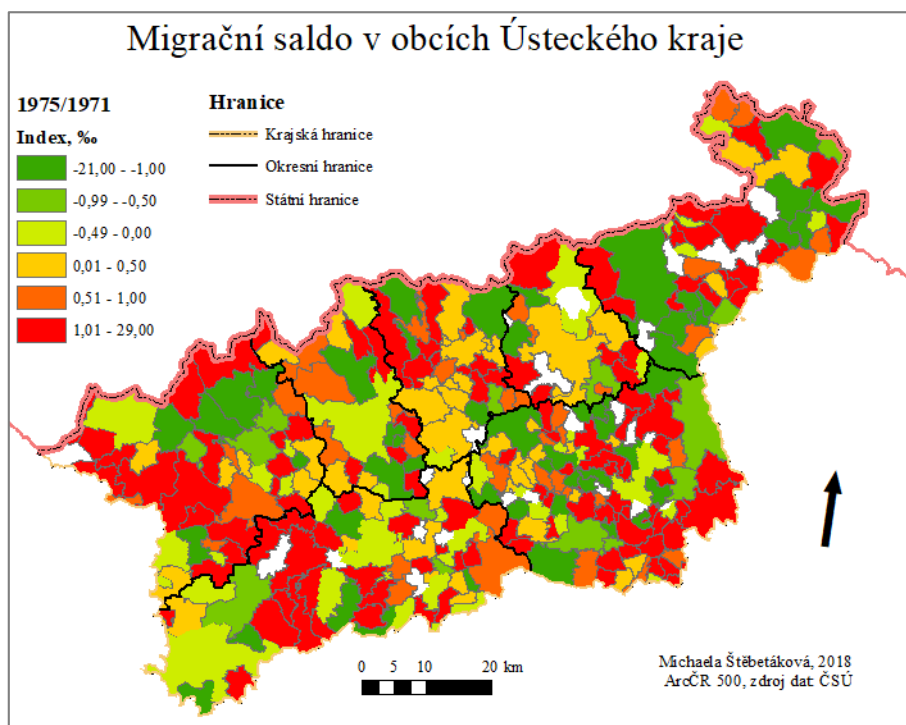 Migrační saldo v obcích Ústeckého kraje
1975/1971
Index, ‰
-21,00 - -1,00
-0,99 - -0,50
-0,49 - 0,00
0,01 - 0,50
0,51 - 1,00
1,01 - 29,00
Hranice
Krajská hranice
Okresní hranice
Státní hranice
0 5 10 20 km
Michaela Štěbetáková, 2018
ArcČR 500, zdroj dat: ČSÚ